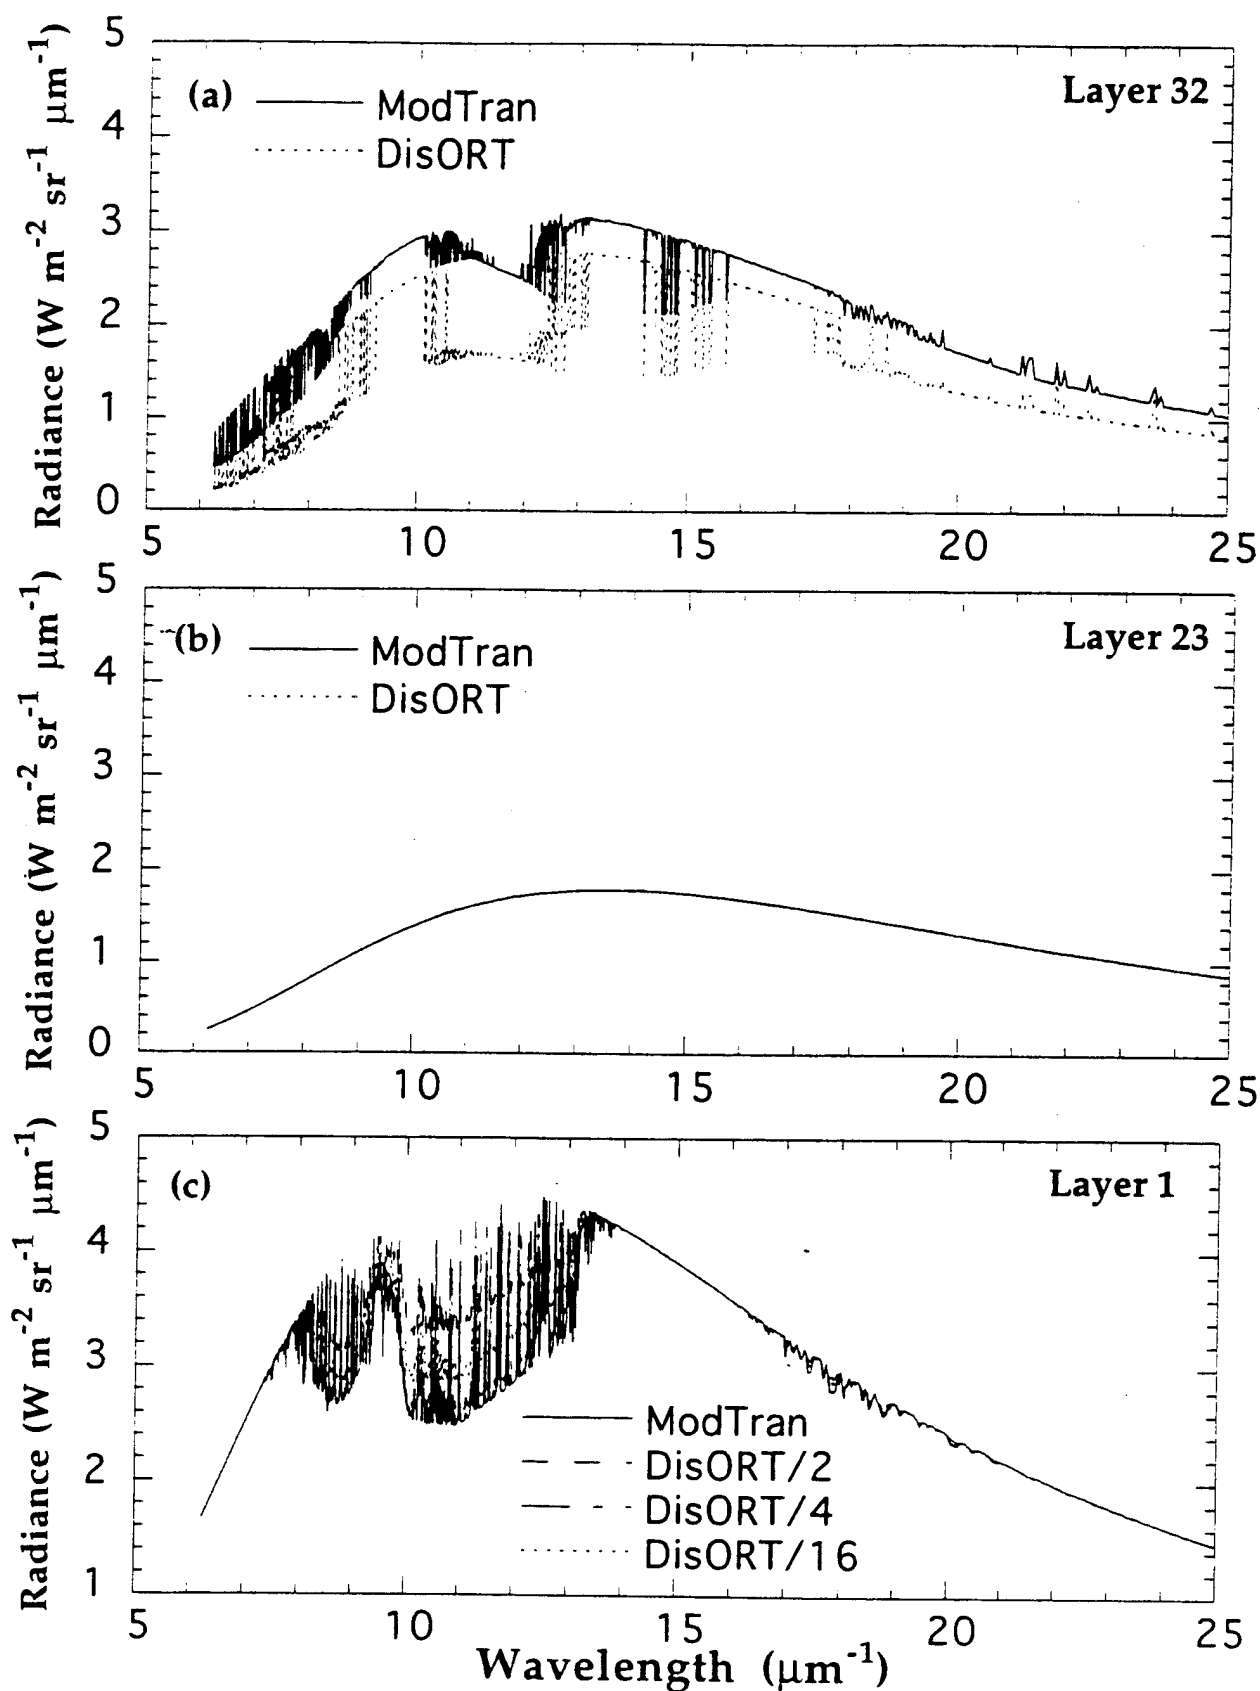 5
4
3
2
1
0
Radiance (W m-2 sr-1 μm-1)
(a)
ModTran
DisORT
Layer 32
5 10 15 20 25
5
4
3
2
1
0
Radiance (W m-2 sr-1 μm-1)
(b)
ModTran
DisORT
Layer 23
5 10 15 20 25
5
4
3
2
1
Radiance (W m-2 sr-1 μm-1)
(c)
Layer 1
ModTran
DisORT/2
DisORT/4
DisORT/16
5 10 15 20 25
Wavelength (μm-1)